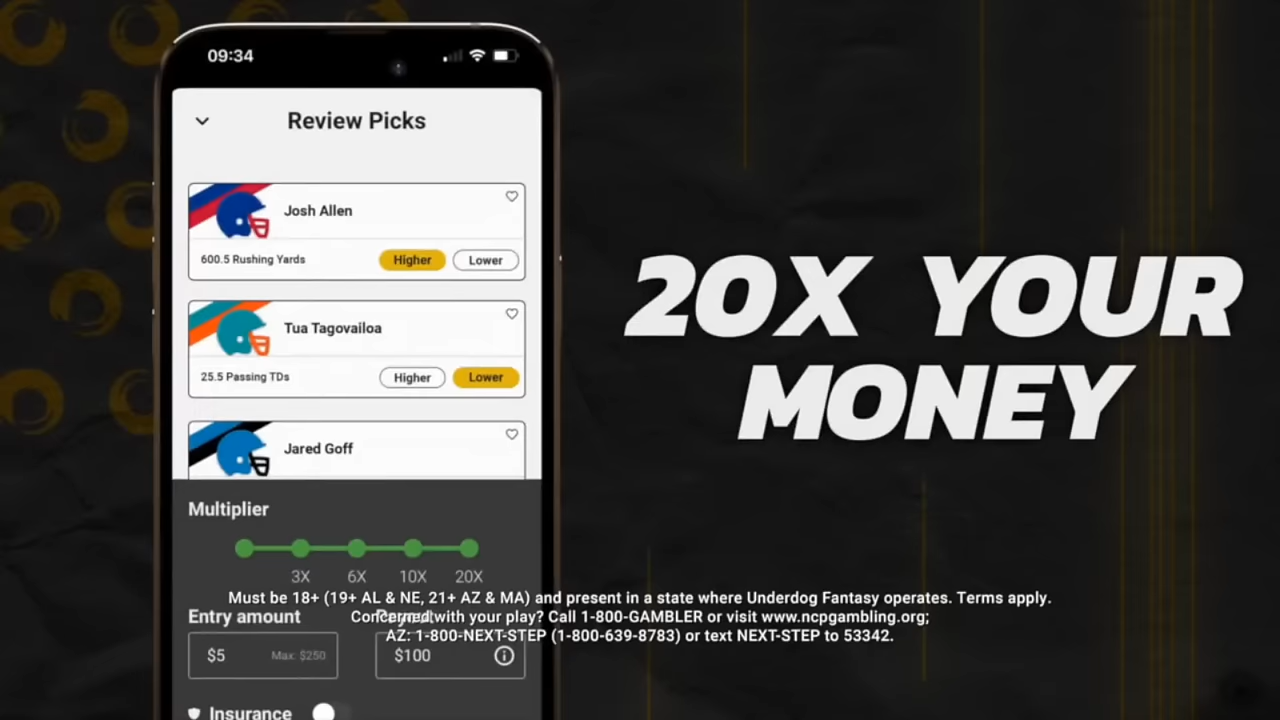 09:34
Review Picks
Josh Allen
600.5 Rushing Yards
Higher
Lower
Tua Tagovailoa
25.5 Passing TDs
Higher
Lower
Jared Goff
20X YOUR
MONEY
Multiplier
3X 6X 10X 20X
Must be 18+ (19+ AL & NE, 21+ AZ & MA) and present in a state where Underdog Fantasy operates. Terms apply.
Concerned with your play? Call 1-800-GAMBLER or visit www.ncpgambling.org;
AZ: 1-800-NEXT-STEP (1-800-639-8783) or text NEXT-STEP to 53342.
Entry amount
$5 Max: $250
$100
Insurance